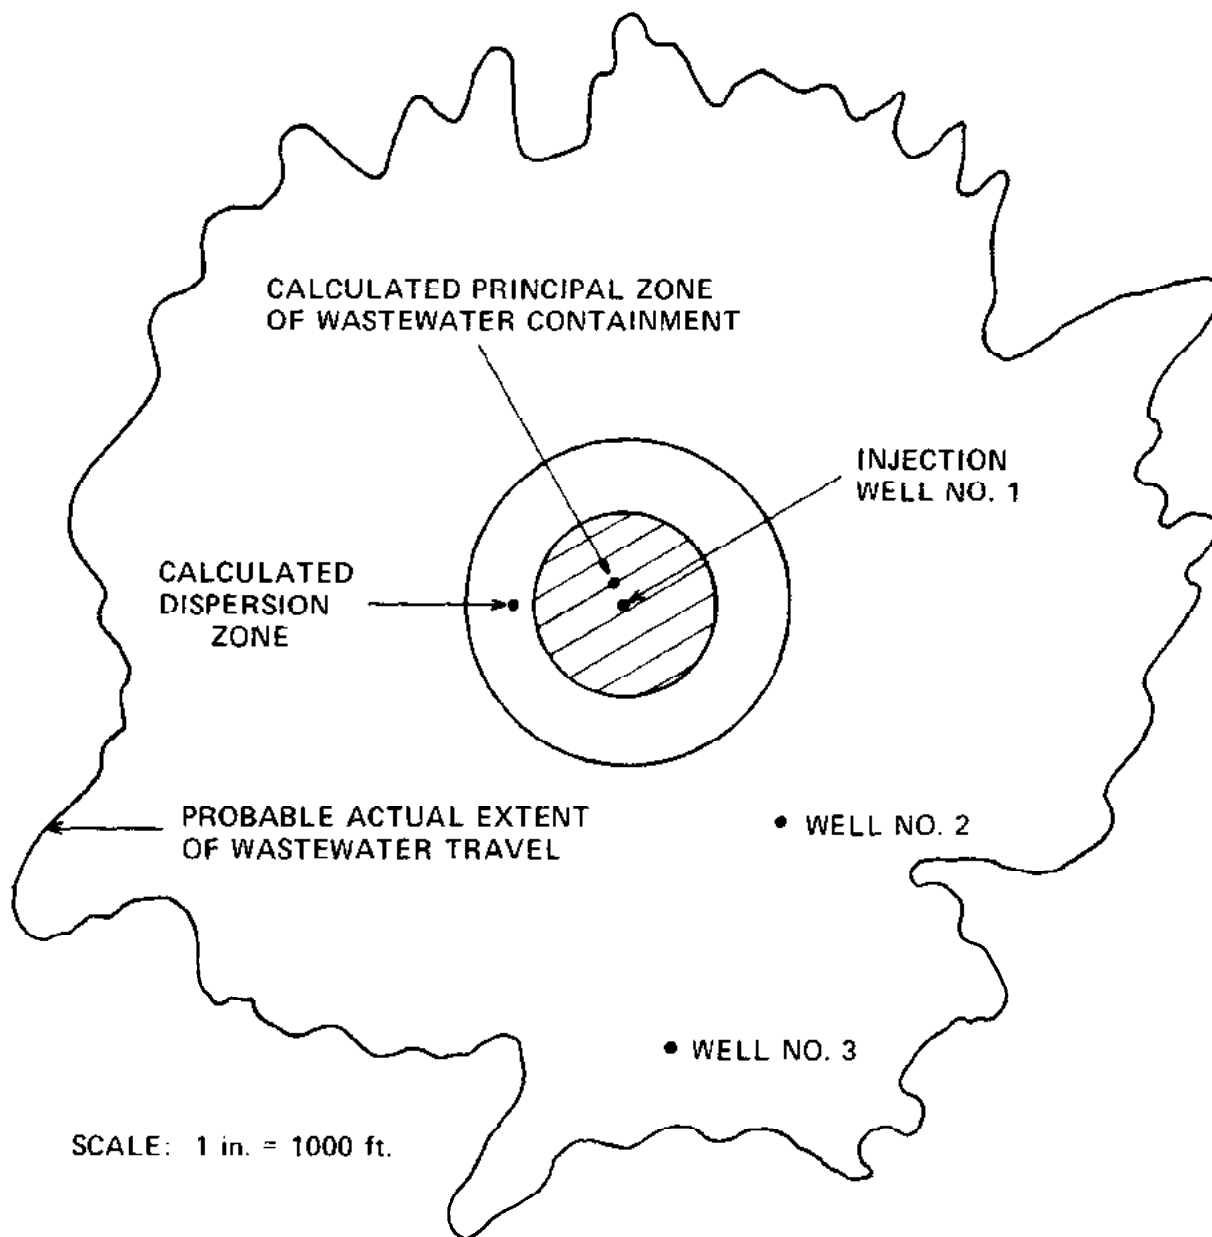 CALCULATED PRINCIPAL ZONE
OF WASTEWATER CONTAINMENT
INJECTION
WELL NO. 1
CALCULATED
DISPERSION
ZONE
PROBABLE ACTUAL EXTENT
OF WASTEWATER TRAVEL
WELL NO. 2
WELL NO. 3
SCALE: 1 in. = 1000 ft.